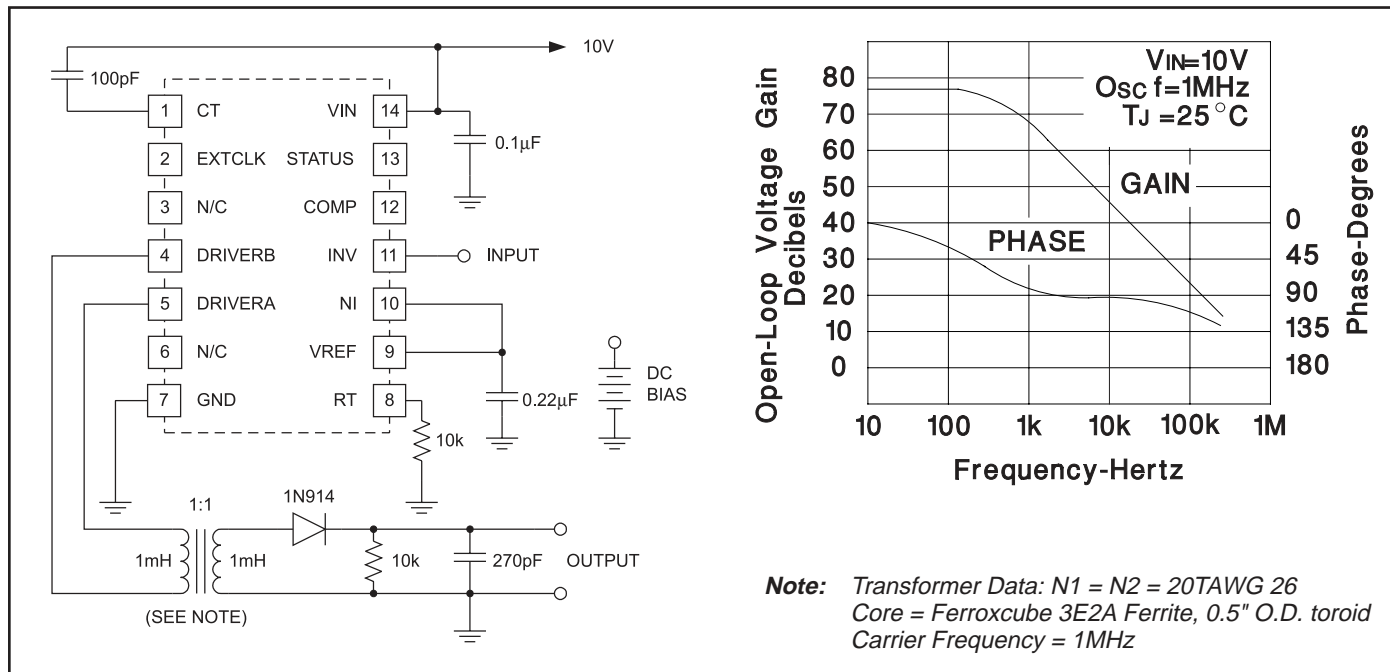 10V
100pF
1 CT VIN 14
0.1µF
2 EXTCLK STATUS 13
3 N/C COMP 12
4 DRIVERB INV 11 INPUT
5 DRIVERA NI 10
6 N/C VREF 9
DC
BIAS
7 GND RT 8
0.22µF
10k
1:1
1N914
1mH
1mH
10k
270pF
OUTPUT
(SEE NOTE)
Open-Loop Voltage Gain
Decibels
80
70
60
50
40
30
20
10
0
VIN=10V
Osc f=1MHz
TJ =25°C
GAIN
PHASE
0
45
90
135
180
Phase-Degrees
10 100 1k 10k 100k 1M
Frequency-Hertz
Note: Transformer Data: N1 = N2 = 20TAWG 26
Core = Ferroxcube 3E2A Ferrite, 0.5" O.D. toroid
Carrier Frequency = 1MHz